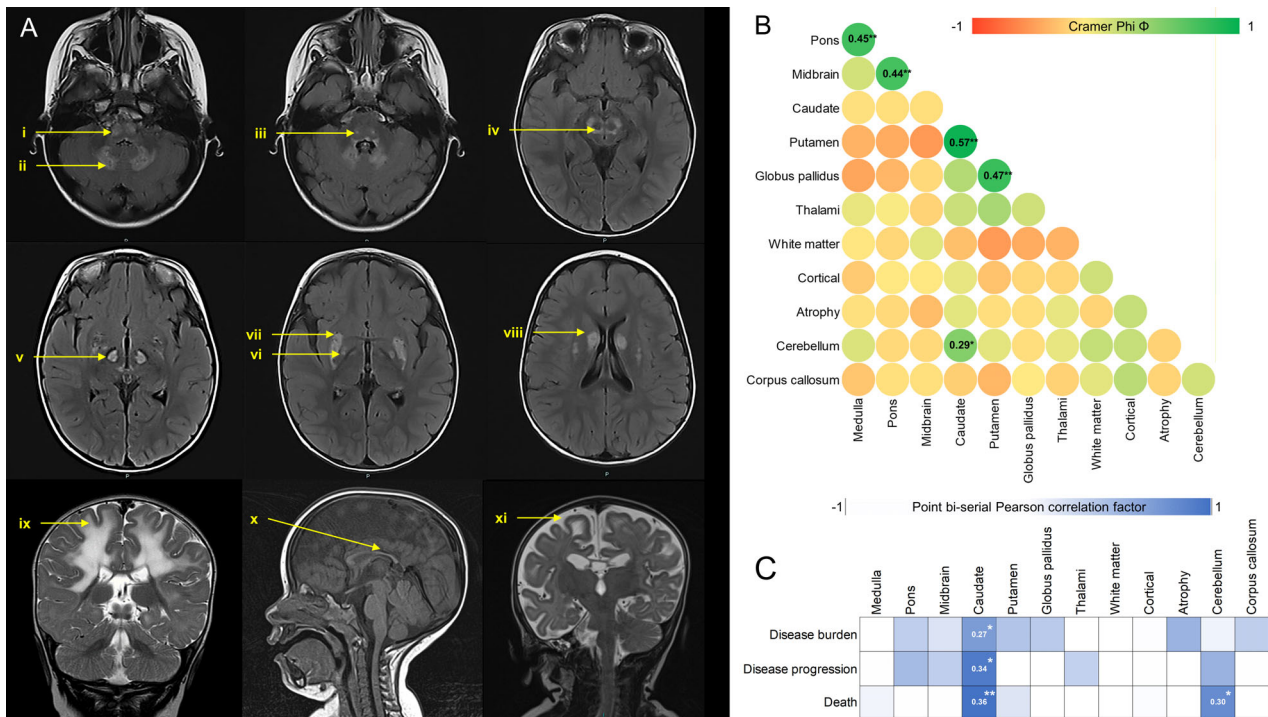 A
i
ii
iii
iv
v
vii
vi
viii
ix
x
xi
P
P
P
B
-1 Cramer Phi Φ 1
Pons
Midbrain
Caudate
Putamen
Globus pallidus
Thalami
White matter
Cortical
Atrophy
Cerebellum
Corpus callosum
0.45**
0.44**
0.57**
0.47**
0.29*
Medulla
Pons
Midbrain
Caudate
Putamen
Globus pallidus
Thalami
White matter
Cortical
Atrophy
Cerebellum
-1 Point bi-serial Pearson correlation factor 1
C
Medulla
Pons
Midbrain
Caudate
Putamen
Globus pallidus
Thalami
White matter
Cortical
Atrophy
Cerebellum
Corpus callosum
Disease burden 0.27*
Disease progression 0.34*
Death 0.36** 0.30*